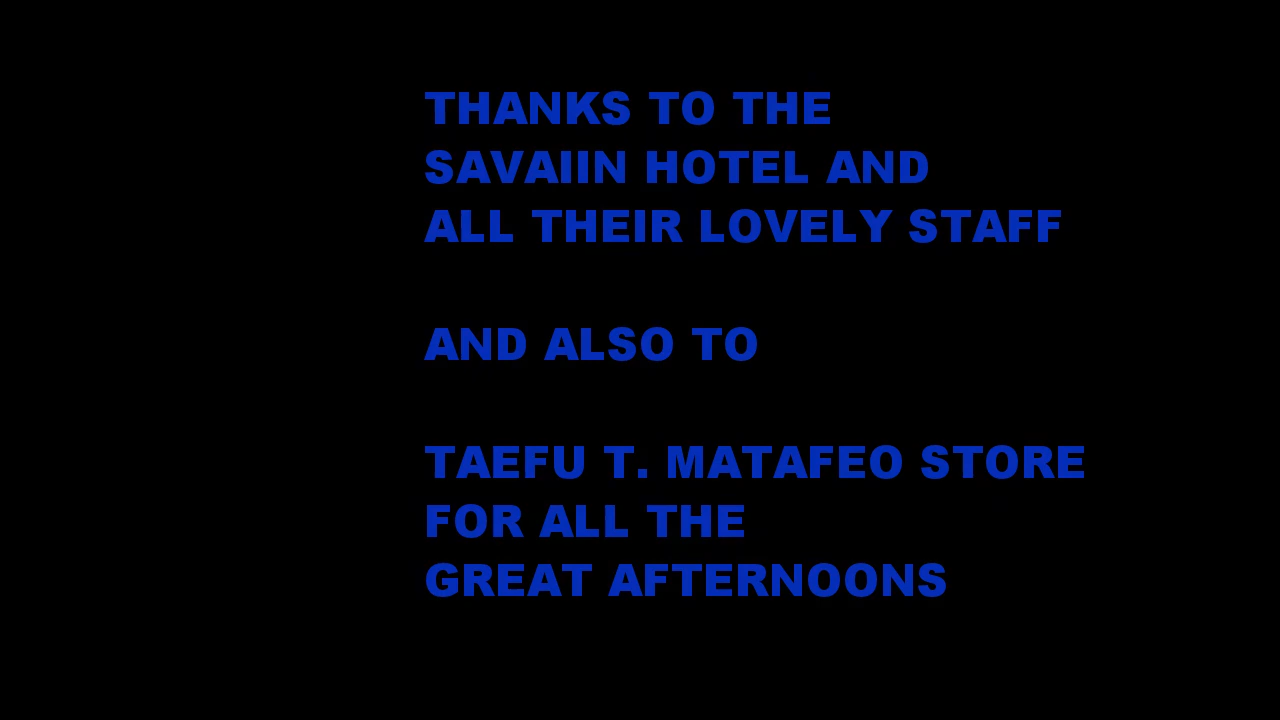 THANKS TO THE
SAVAIIN HOTEL AND
ALL THEIR LOVELY STAFF
AND ALSO TO
TAEFU T. MATAFEO STORE
FOR ALL THE
GREAT AFTERNOONS